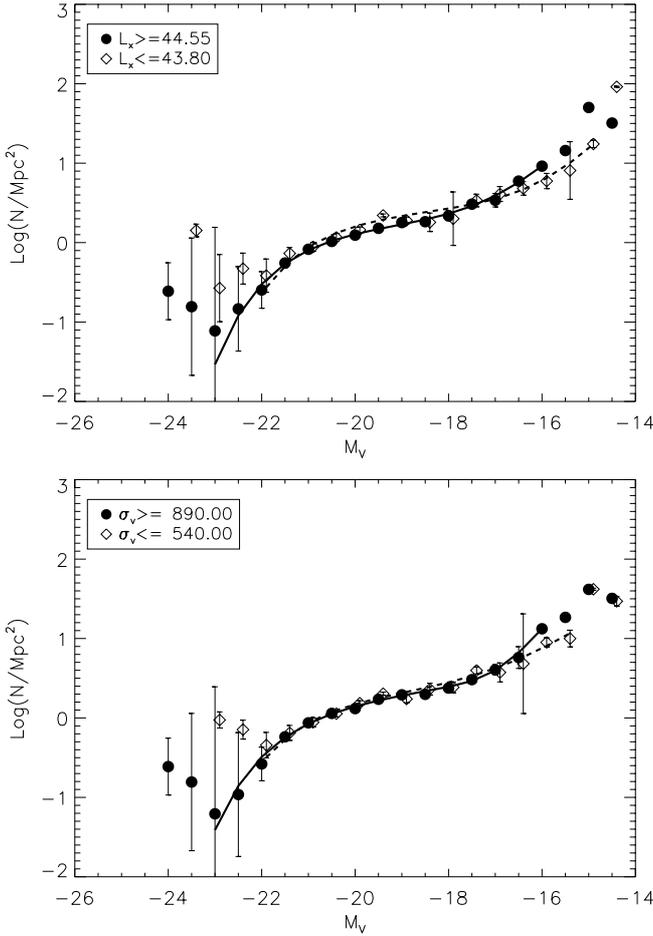 3
L_x>=44.55
L_x<=43.80
2
1
0
−1
−2
Log(N/Mpc²)
−26 −24 −22 −20 −18 −16 −14
M_V
3
σ_v>= 890.00
σ_v<= 540.00
2
1
0
−1
−2
Log(N/Mpc²)
−26 −24 −22 −20 −18 −16 −14
M_V